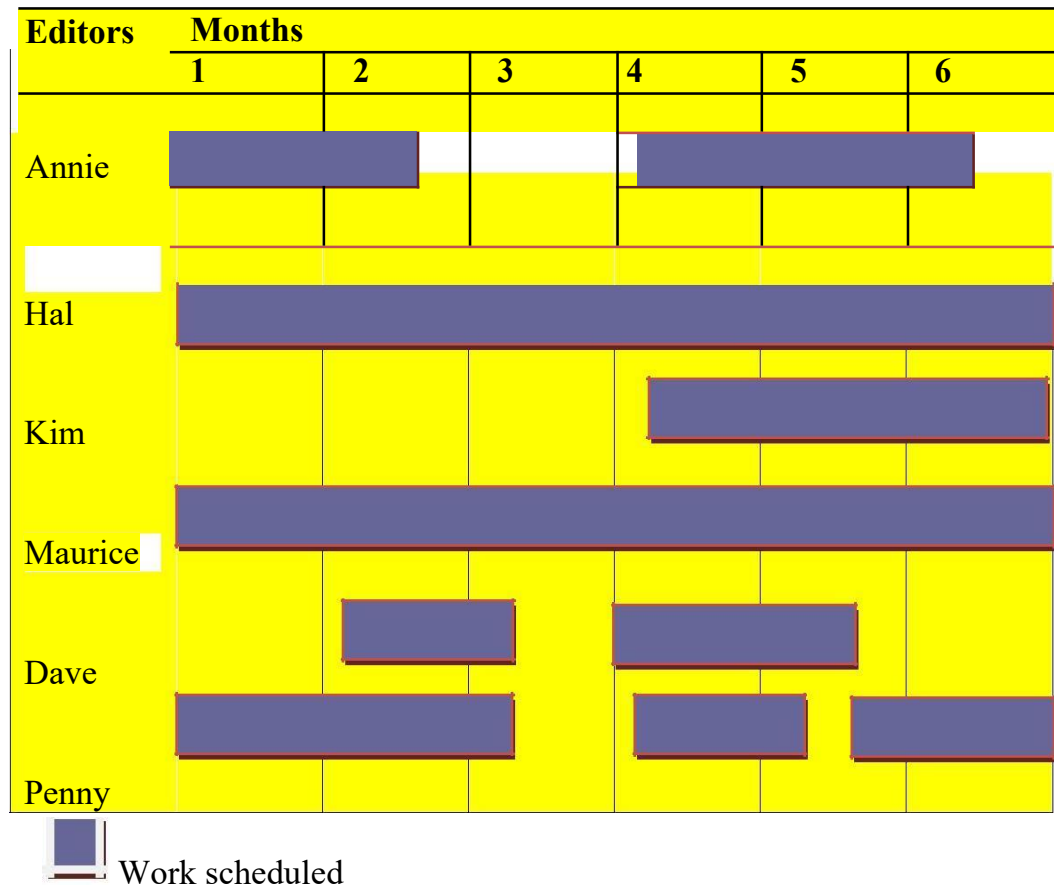 Editors Months
1 2 3 4 5 6
Annie
Hal
Kim
Maurice
Dave
Penny
Work scheduled